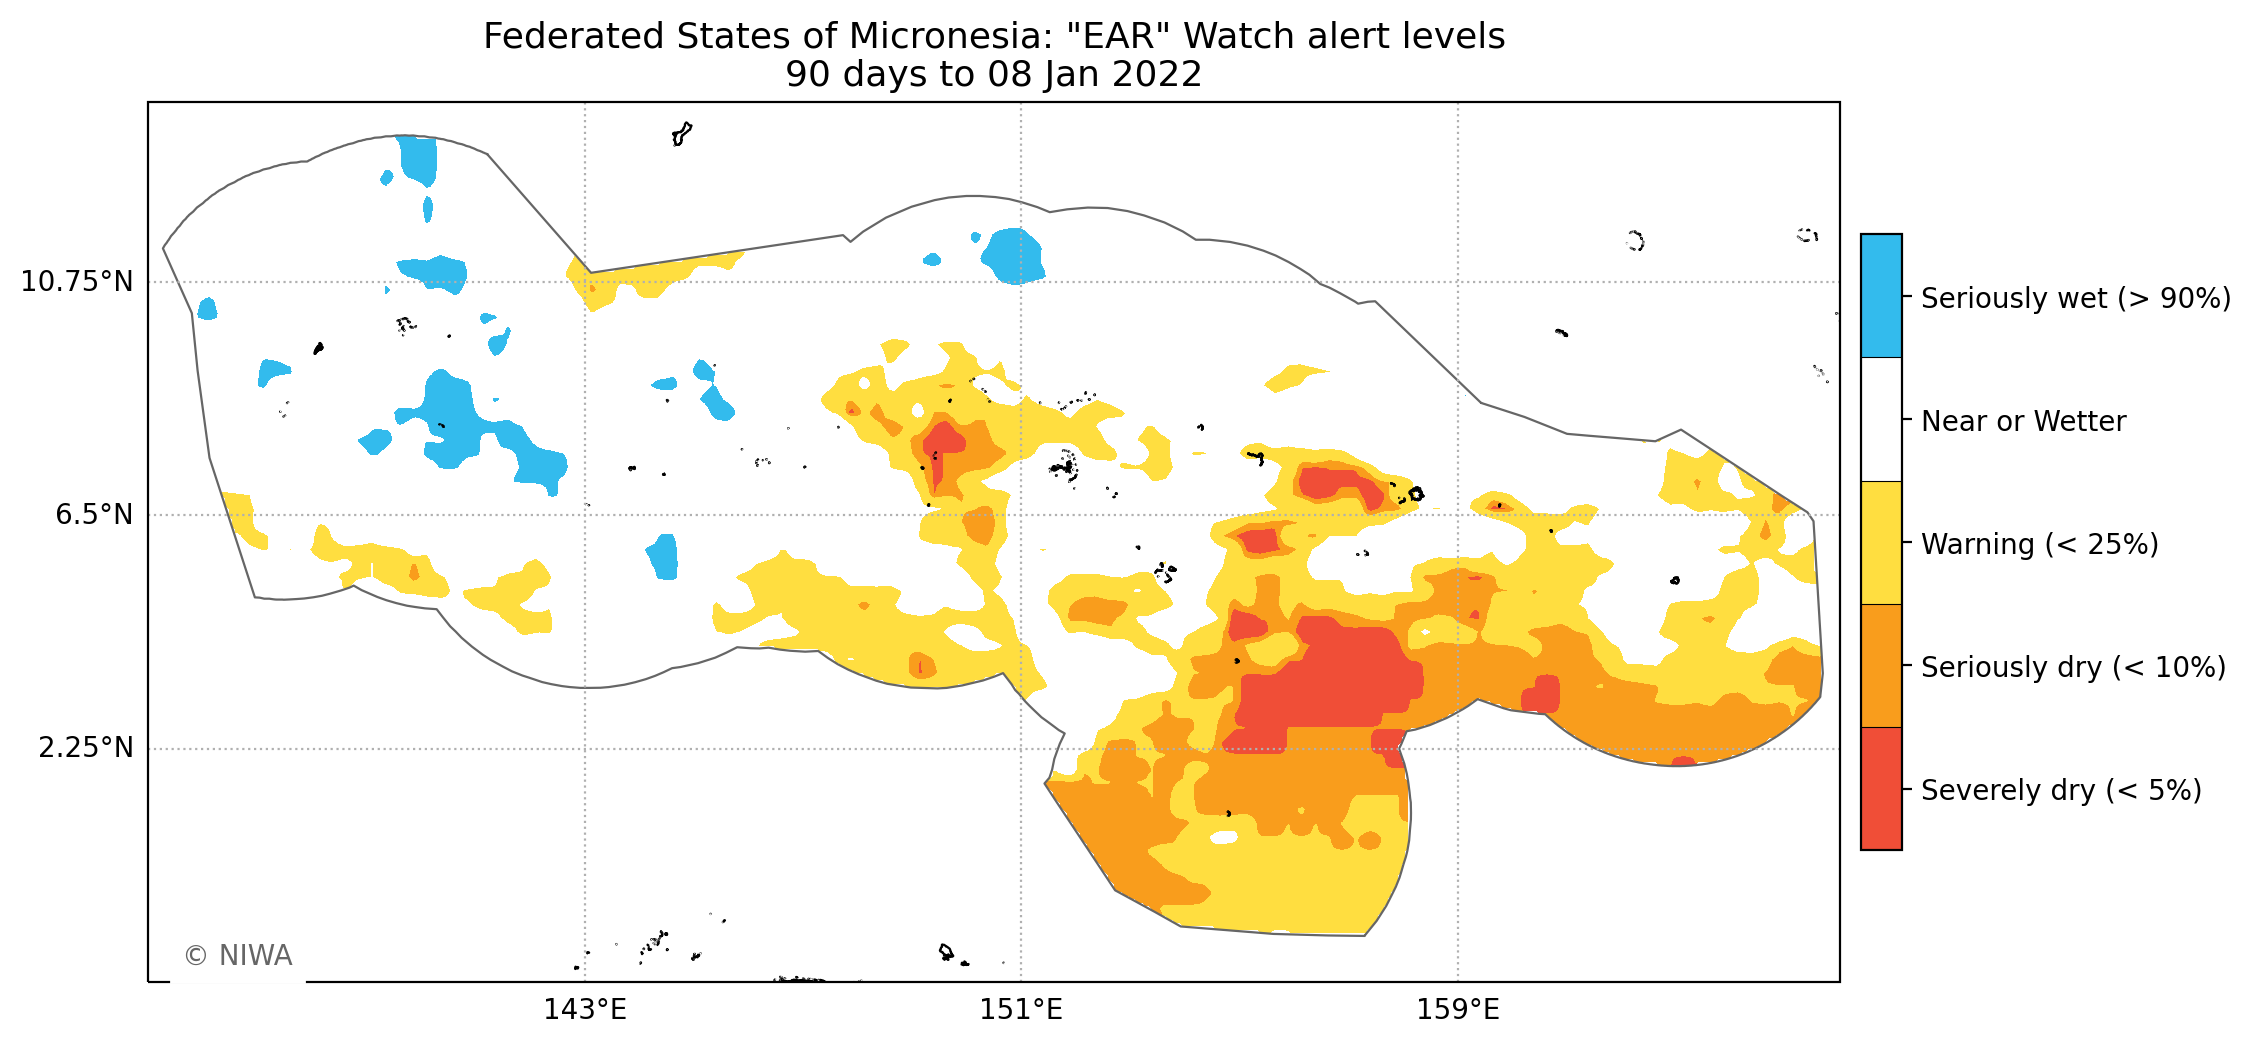 Federated States of Micronesia: "EAR" Watch alert levels
90 days to 08 Jan 2022
10.75°N
6.5°N
2.25°N
143°E
151°E
159°E
© NIWA
Seriously wet (> 90%)
Near or Wetter
Warning (< 25%)
Seriously dry (< 10%)
Severely dry (< 5%)